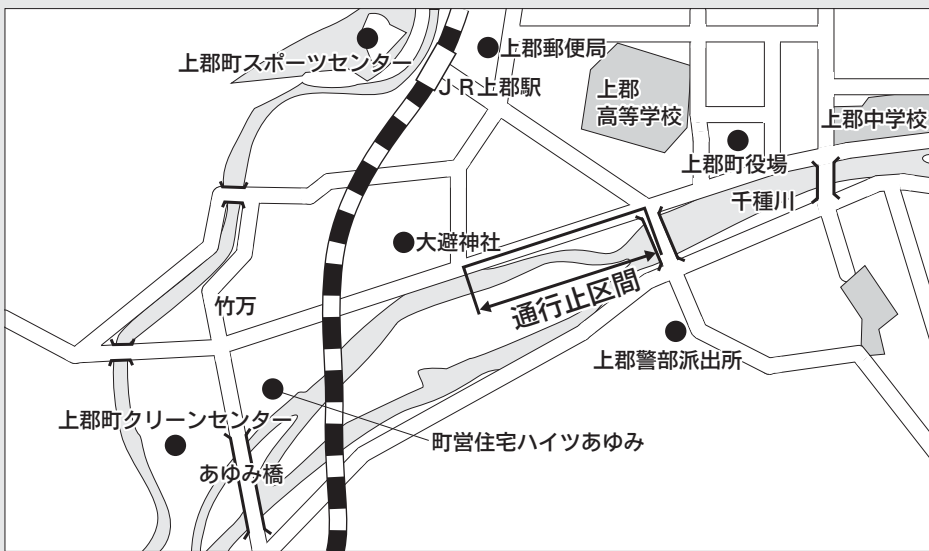 上郡町スポーツセンター
上郡郵便局
ＪＲ上郡駅
上郡
高等学校
上郡中学校
上郡町役場
千種川
大避神社
通行止区間
竹万
上郡警部派出所
上郡町クリーンセンター
町営住宅ハイツあゆみ
あゆみ橋